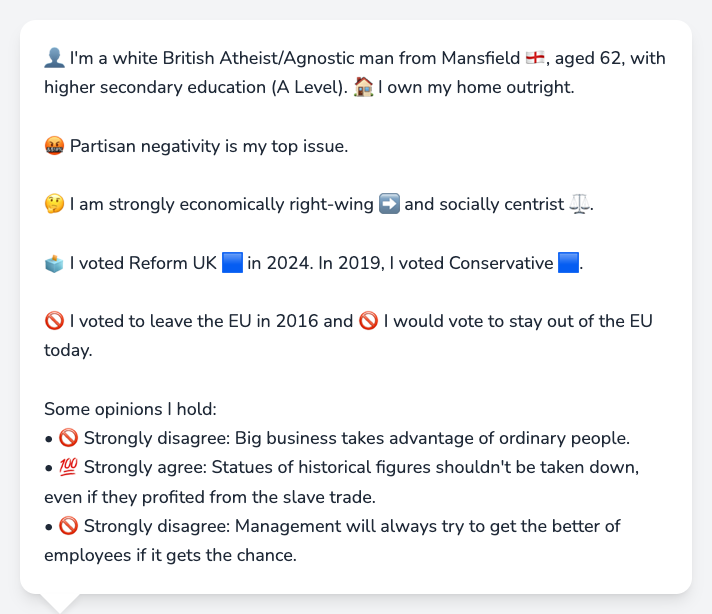 👤 I'm a white British Atheist/Agnostic man from Mansfield 🏴󠁧󠁢󠁥󠁮󠁧󠁿, aged 62, with
higher secondary education (A Level). 🏠 I own my home outright.
🤬 Partisan negativity is my top issue.
🤔 I am strongly economically right-wing ➡️ and socially centrist ⚖️.
🗳️ I voted Reform UK 🟦 in 2024. In 2019, I voted Conservative 🟦.
🚫 I voted to leave the EU in 2016 and 🚫 I would vote to stay out of the EU
today.
Some opinions I hold:
• 🚫 Strongly disagree: Big business takes advantage of ordinary people.
• 💯 Strongly agree: Statues of historical figures shouldn't be taken down,
even if they profited from the slave trade.
• 🚫 Strongly disagree: Management will always try to get the better of
employees if it gets the chance.